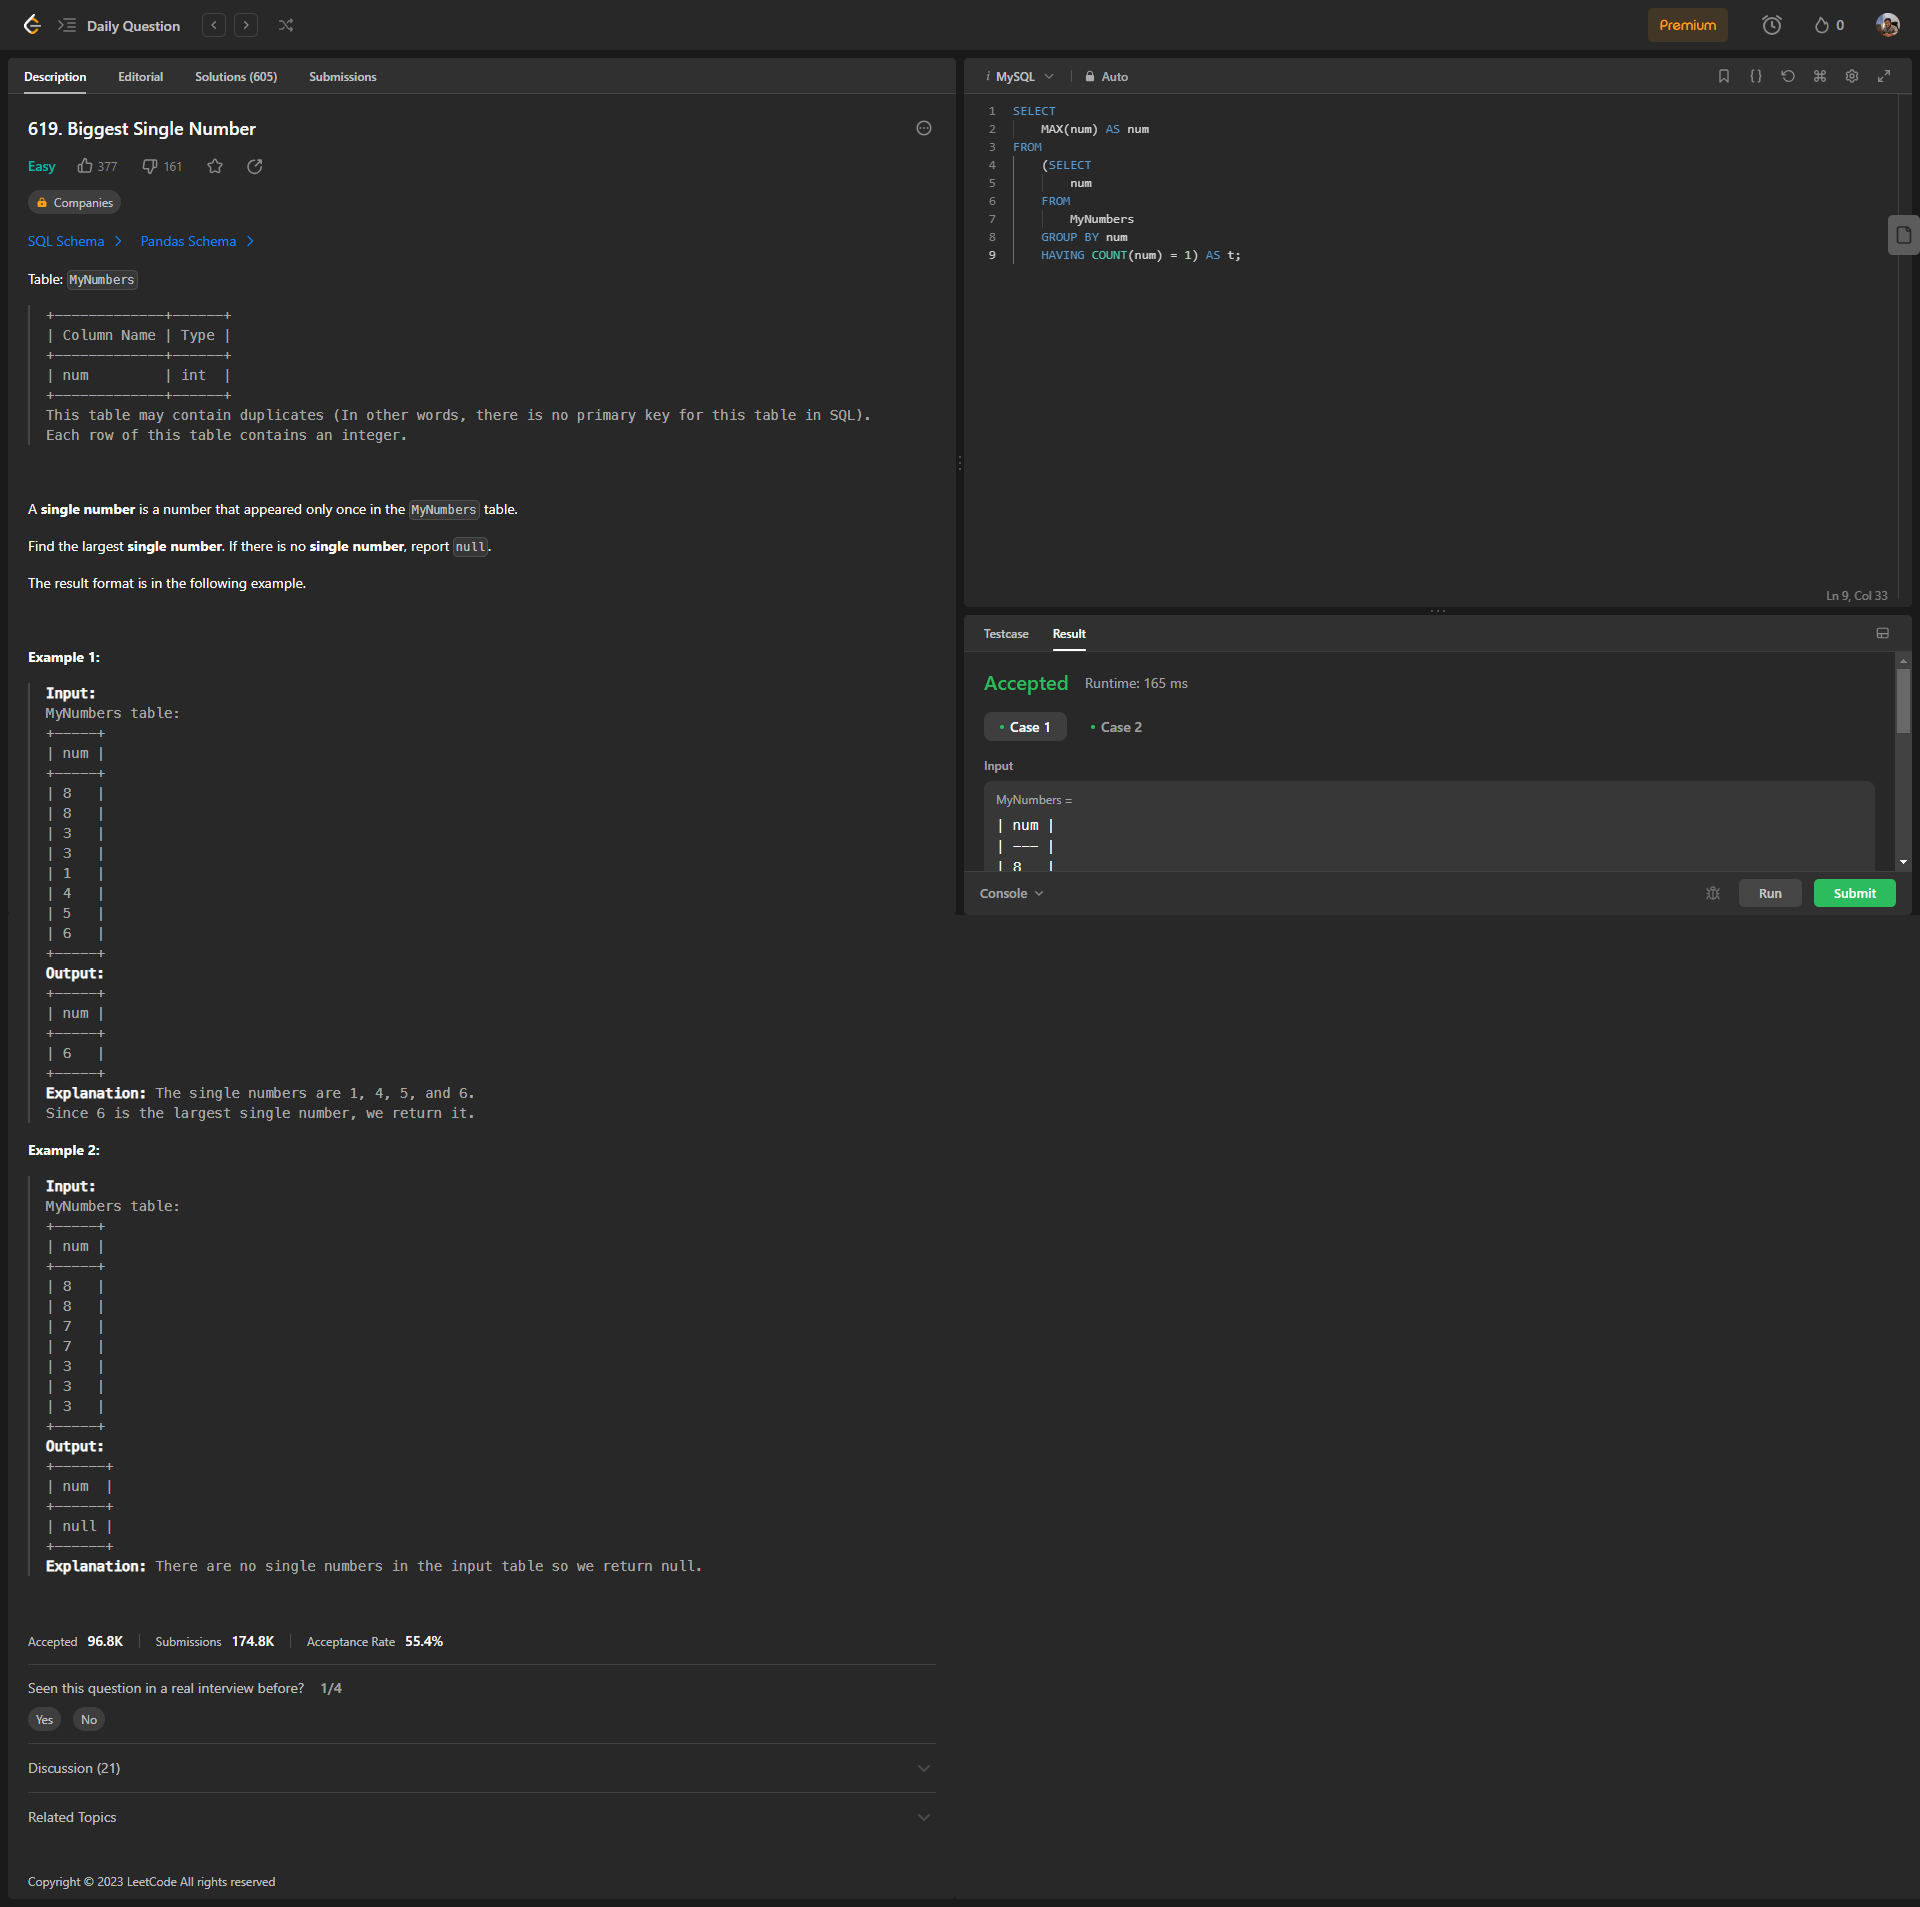 Daily Question
Premium
0
Description Editorial Solutions (605) Submissions
619. Biggest Single Number
Easy 377 161
Companies
SQL Schema Pandas Schema
Table: MyNumbers
+-------------+------+
| Column Name | Type |
+-------------+------+
| num         | int  |
+-------------+------+
This table may contain duplicates (In other words, there is no primary key for this table in SQL).
Each row of this table contains an integer.
A single number is a number that appeared only once in the MyNumbers table.
Find the largest single number. If there is no single number, report null.
The result format is in the following example.
Example 1:
Input:
MyNumbers table:
+-----+
| num |
+-----+
| 8   |
| 8   |
| 3   |
| 3   |
| 1   |
| 4   |
| 5   |
| 6   |
+-----+
Output:
+-----+
| num |
+-----+
| 6   |
+-----+
Explanation: The single numbers are 1, 4, 5, and 6.
Since 6 is the largest single number, we return it.
Example 2:
Input:
MyNumbers table:
+-----+
| num |
+-----+
| 8   |
| 8   |
| 7   |
| 7   |
| 3   |
| 3   |
| 3   |
+-----+
Output:
+------+
| num  |
+------+
| null |
+------+
Explanation: There are no single numbers in the input table so we return null.
Accepted 96.8K Submissions 174.8K Acceptance Rate 55.4%
Seen this question in a real interview before? 1/4
Yes No
Discussion (21)
Related Topics
Copyright © 2023 LeetCode All rights reserved
i MySQL Auto
1 SELECT
2     MAX(num) AS num
3 FROM
4     (SELECT
5         num
6     FROM
7         MyNumbers
8     GROUP BY num
9     HAVING COUNT(num) = 1) AS t;
Ln 9, Col 33
Testcase Result
Accepted Runtime: 165 ms
Case 1 Case 2
Input
MyNumbers =
| num |
| --- |
| 8   |
Console Run Submit